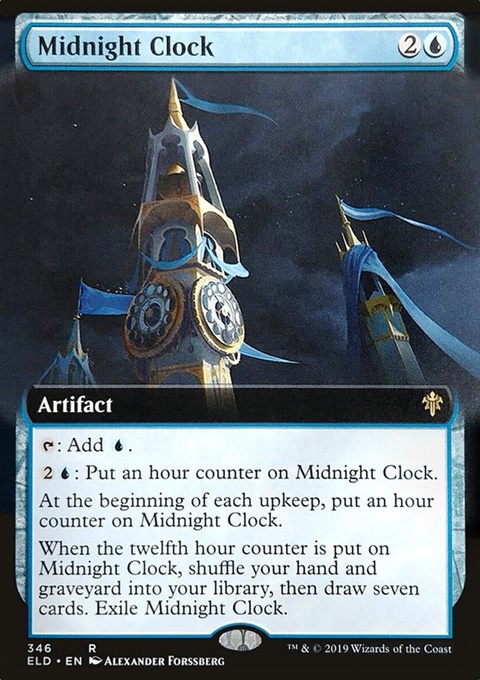 Midnight Clock 2
Artifact
: Add .
2 : Put an hour counter on Midnight Clock.
At the beginning of each upkeep, put an hour
counter on Midnight Clock.
When the twelfth hour counter is put on
Midnight Clock, shuffle your hand and
graveyard into your library, then draw seven
cards. Exile Midnight Clock.
346 R
ELD • EN Alexander Forssberg
™ & © 2019 Wizards of the Coast